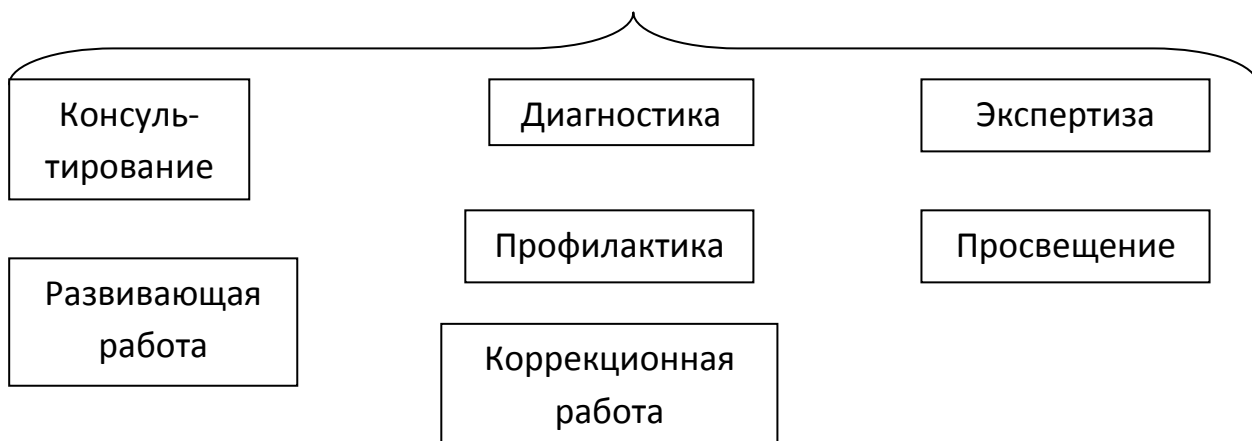 Консуль-
тирование
Диагностика
Экспертиза
Профилактика
Просвещение
Развивающая
работа
Коррекционная
работа